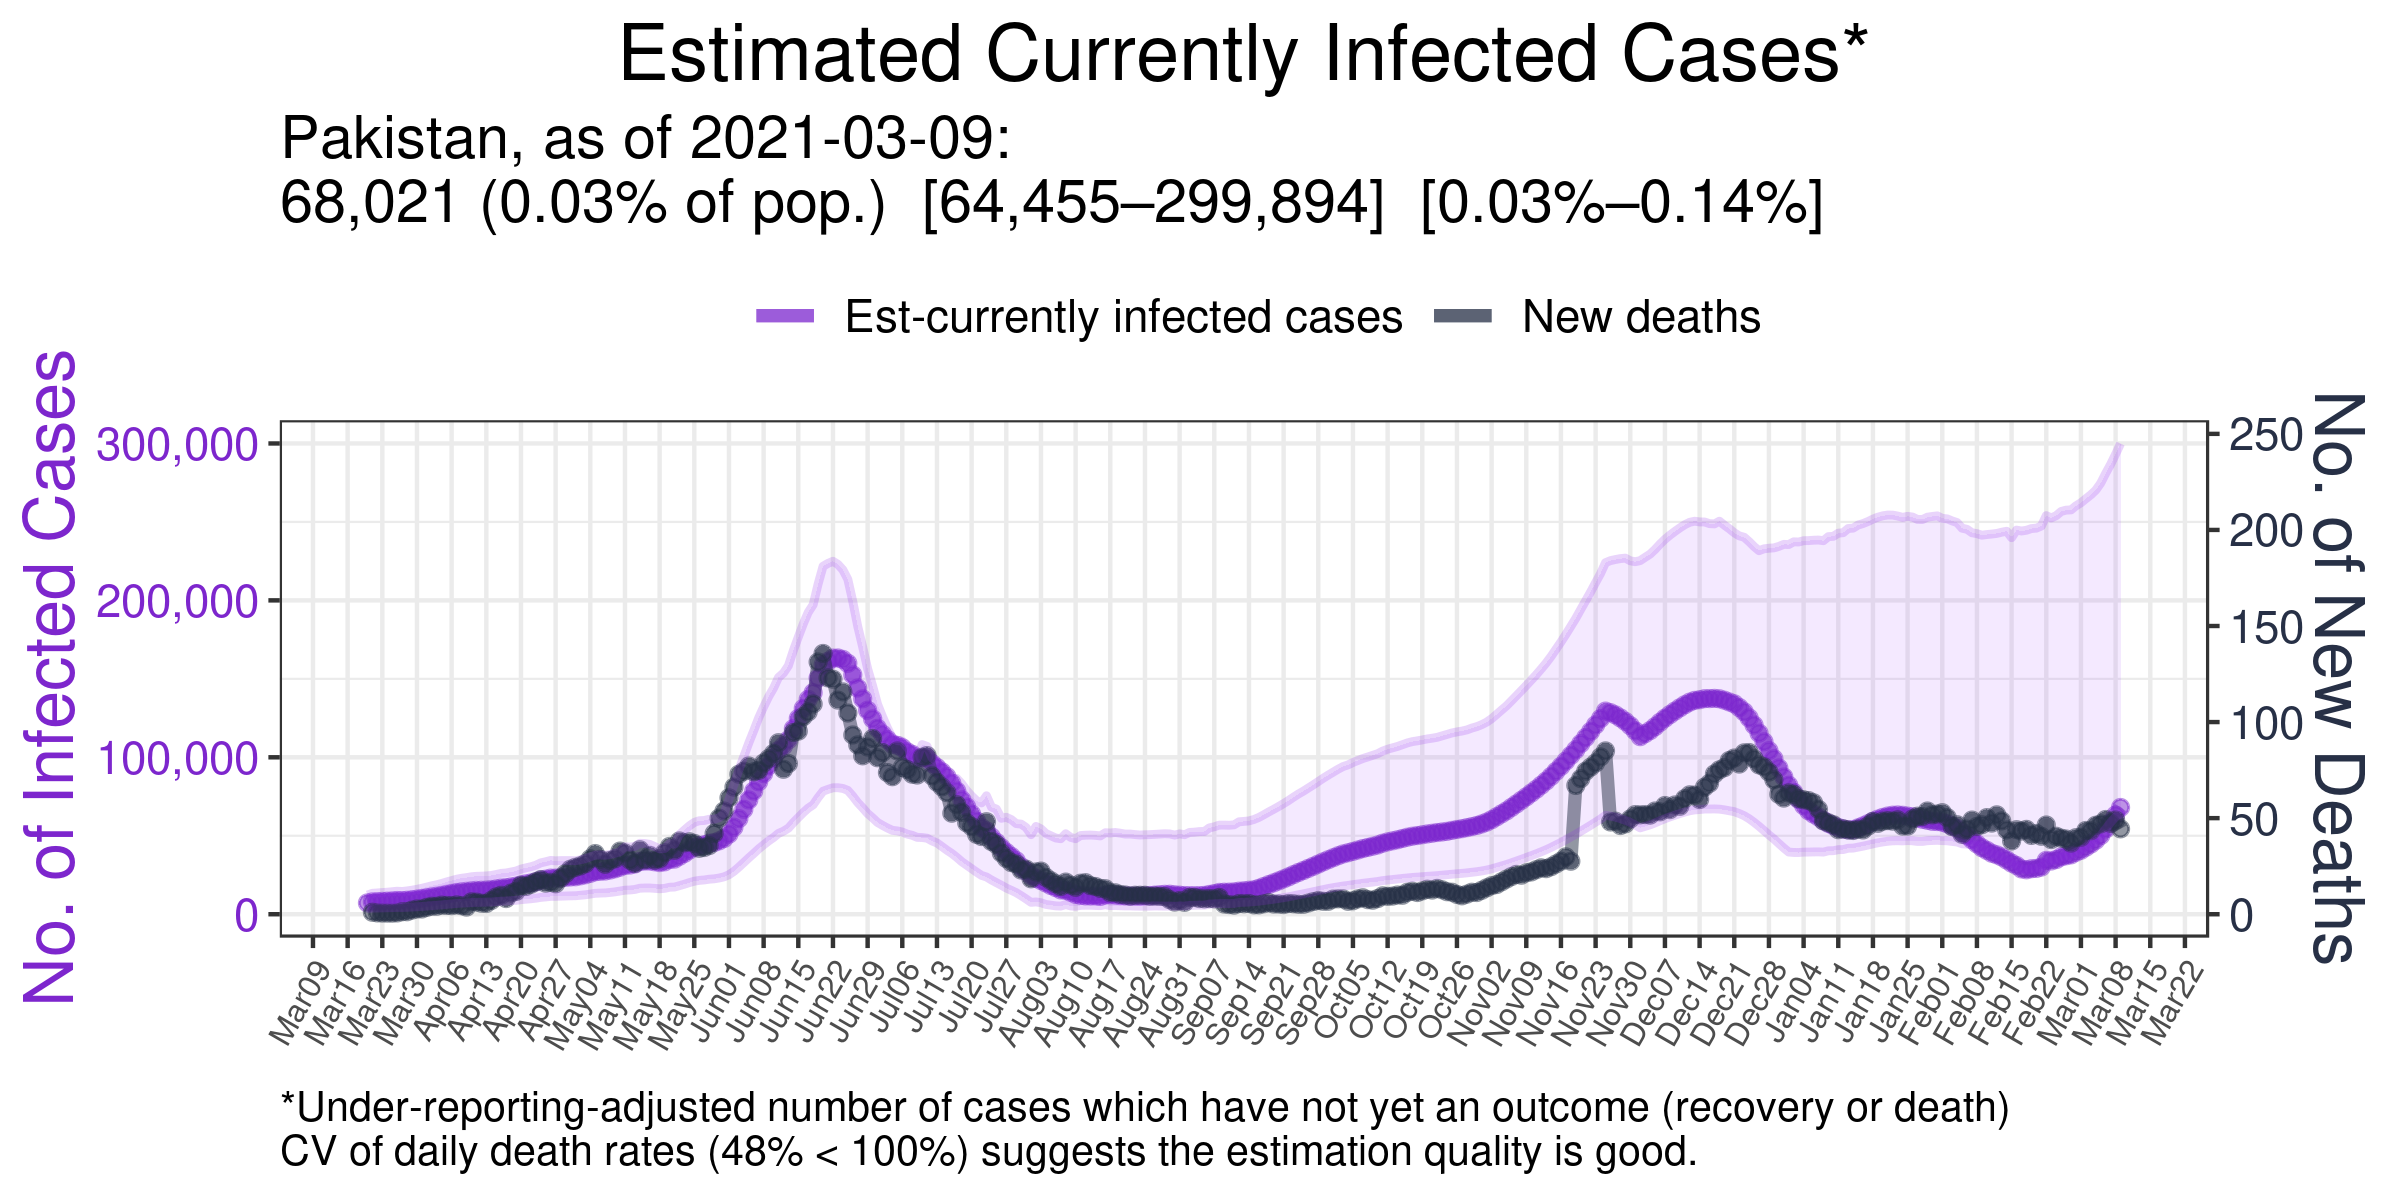 Estimated Currently Infected Cases*
Pakistan, as of 2021-03-09:
68,021 (0.03% of pop.) [64,455–299,894] [0.03%–0.14%]
Est-currently infected cases
New deaths
No. of Infected Cases
300,000
200,000
100,000
0
250
200
150
100
50
0
No. of New Deaths
Mar09
Mar16
Mar23
Mar30
Apr06
Apr13
Apr20
Apr27
May04
May11
May18
May25
Jun01
Jun08
Jun15
Jun22
Jun29
Jul06
Jul13
Jul20
Jul27
Aug03
Aug10
Aug17
Aug24
Aug31
Sep07
Sep14
Sep21
Sep28
Oct05
Oct12
Oct19
Oct26
Nov02
Nov09
Nov16
Nov23
Nov30
Dec07
Dec14
Dec21
Dec28
Jan04
Jan11
Jan18
Jan25
Feb01
Feb08
Feb15
Feb22
Mar01
Mar08
Mar15
Mar22
*Under-reporting-adjusted number of cases which have not yet an outcome (recovery or death)
CV of daily death rates (48% < 100%) suggests the estimation quality is good.